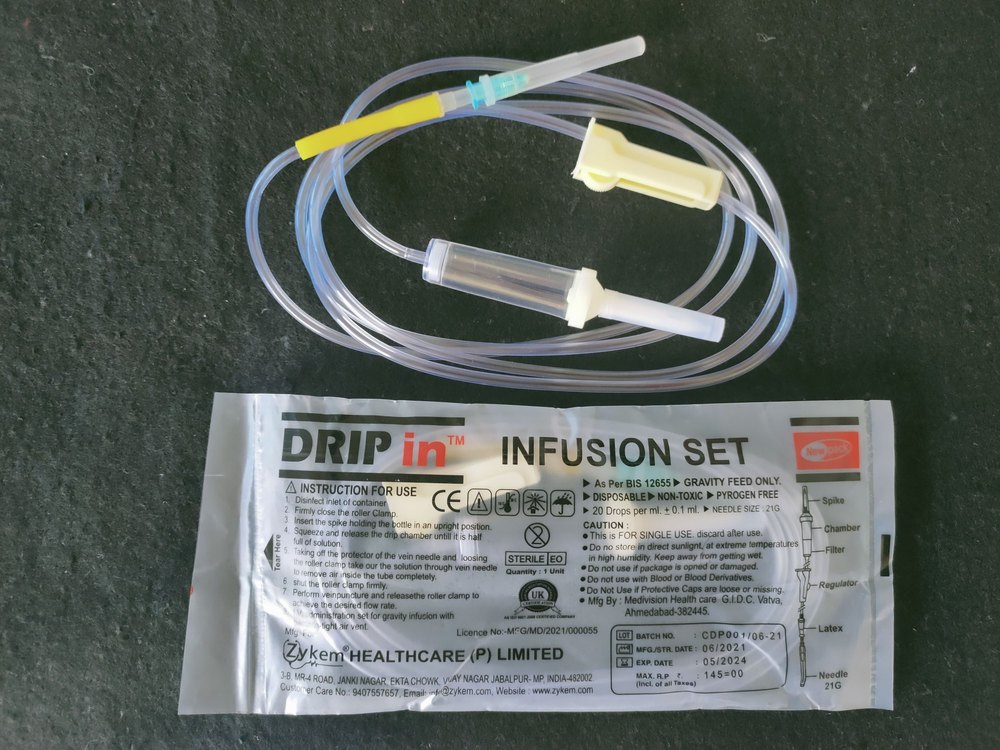 DRIP in™
INFUSION SET
New pack
INSTRUCTION FOR USE
1. Disinfect inlet of container
2. Firmly close the roller Clamp.
3. Insert the spike holding the bottle in an upright position.
4. Squeeze and release the drip chamber until it is half
full of solution.
5. Taking off the protector of the vein needle and loosing
the roller clamp take our the solution through vein needle
to remove air inside the tube completely.
6. shut the roller clamp firmly.
7. Perform veinpuncture and releasethe roller clamp to
achieve the desired flow rate.
administation set for gravity infusion with
air vent.
Tear Here
CE
STERILE EO
Quantity : 1 Unit
UK
CERTIFICATION
▶ As Per BIS 12655 ▶ GRAVITY FEED ONLY.
▶ DISPOSABLE ▶ NON-TOXIC ▶ PYROGEN FREE
▶ 20 Drops per ml. ± 0.1 ml. ▶ NEEDLE SIZE : 21G
CAUTION :
• This is FOR SINGLE USE. discard after use.
• Do no store in direct sunlight, at extreme temperatures
in high humidity. Keep away from getting wet.
• Do not use if package is opned or damaged.
• Do not use with Blood or Blood Derivatives.
• Do Not Use if Protective Caps are loose or missing.
• Mfg By : Medivision Health care G.I.D.C. Vatva,
Ahmedabad-382445.
Spike
Chamber
Filter
Regulator
Latex
Needle
21G
Licence No:-M G/MD/2021/000055
Zykem® HEALTHCARE (P) LIMITED
3-B, MR-4 ROAD, JANKI NAGAR, EKTA CHOWK, VIJAY NAGAR JABALPUR- MP, INDIA-482002
Customer Care No.: 9407557657, Email: info@zykem.com, Website : www.zykem.com
LOT BATCH NO. : CDP001/06-21
MFG./STR. DATE : 06/2021
EXP. DATE : 05/2024
MAX. R.P ₹. : 145=00
(Incl. of all Taxes)